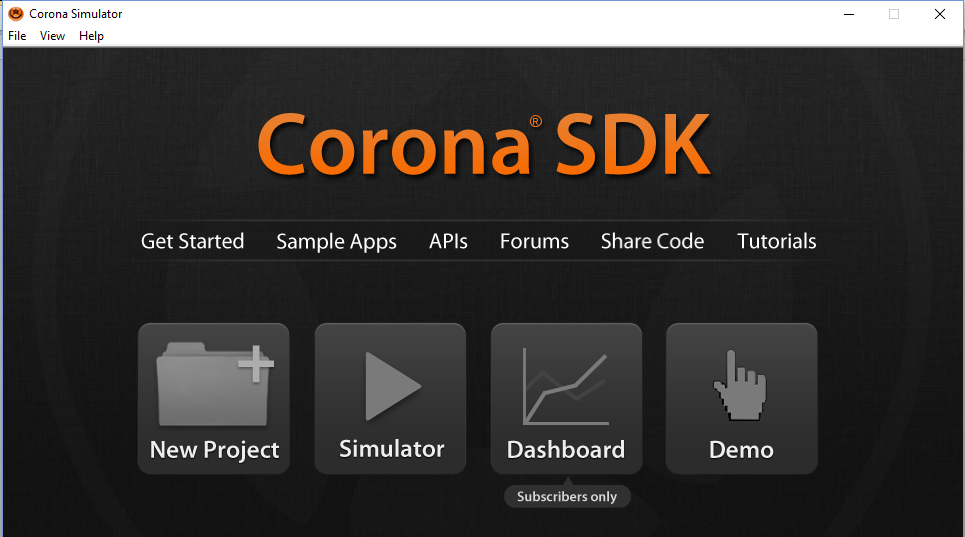 Corona Simulator
File View Help
Corona® SDK
Get Started Sample Apps APIs Forums Share Code Tutorials
New Project Simulator Dashboard Demo
Subscribers only